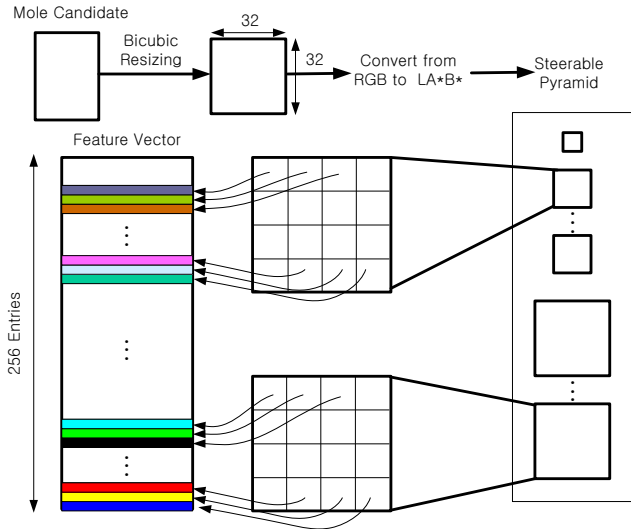 Mole Candidate
Bicubic
Resizing
32
32
Convert from
RGB to LA*B*
Steerable
Pyramid
Feature Vector
256 Entries